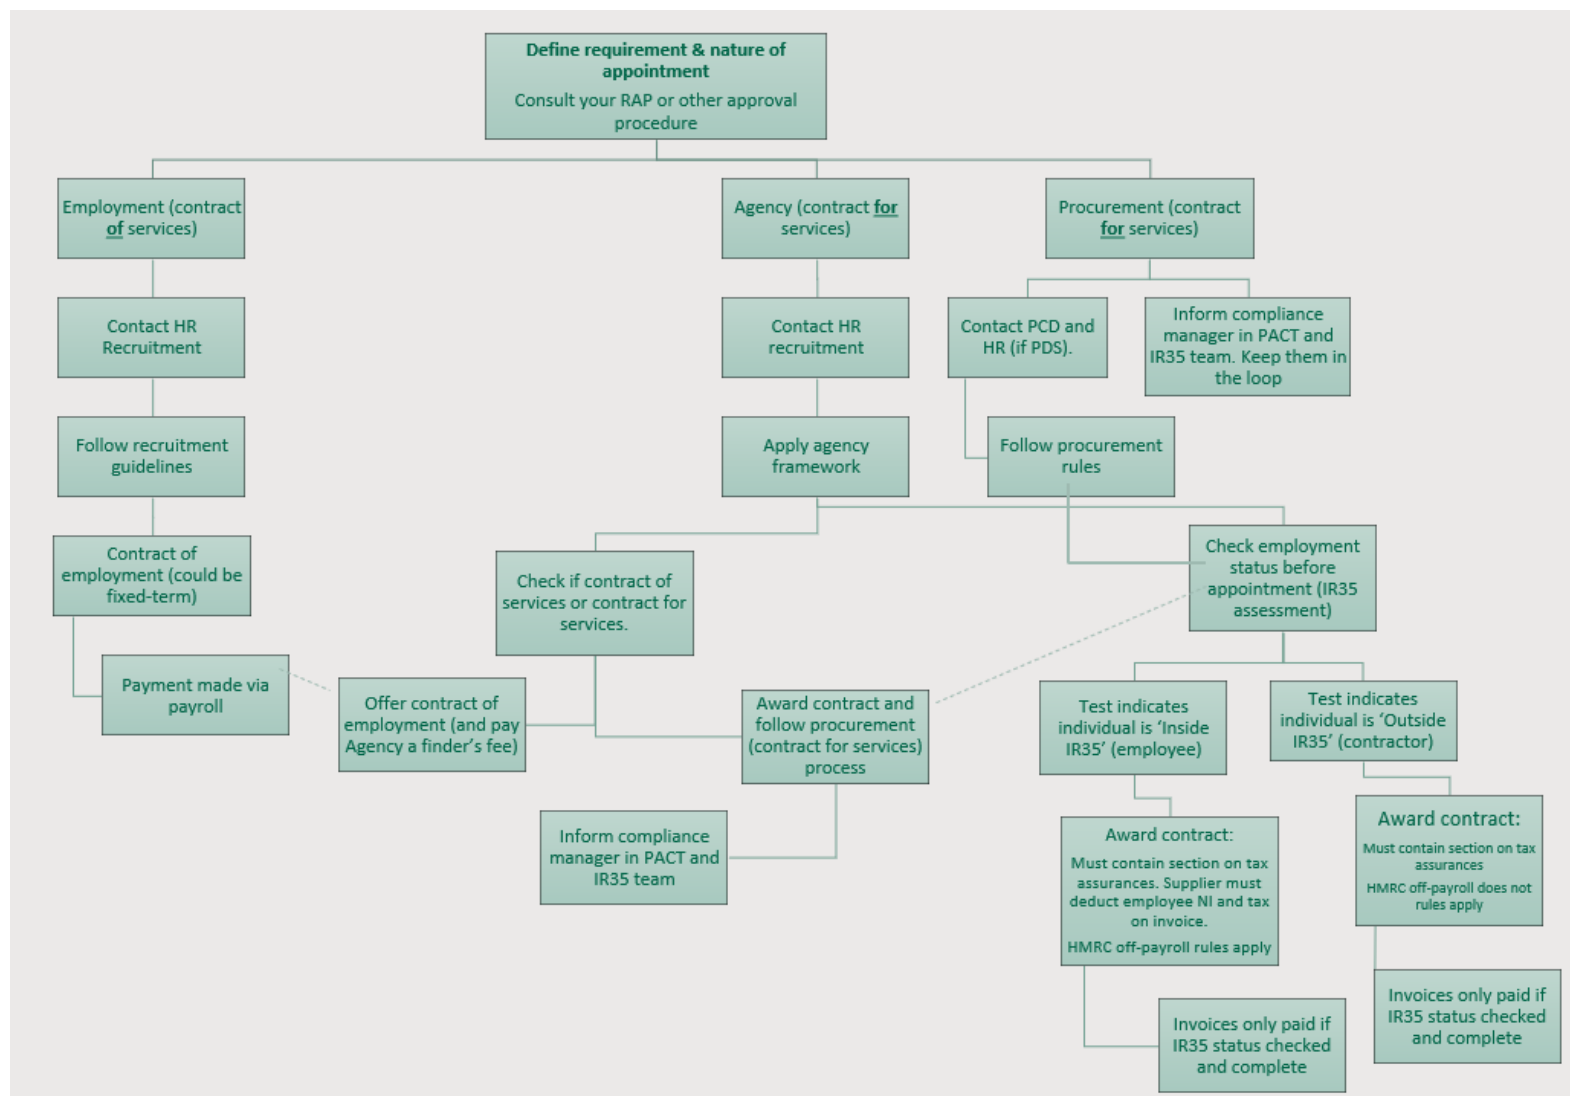 Define requirement & nature of
appointment
Consult your RAP or other approval
procedure
Employment (contract
of services)
Agency (contract for
services)
Procurement (contract
for services)
Contact HR
Recruitment
Contact HR
recruitment
Contact PCD and
HR (if PDS).
Inform compliance
manager in PACT and
IR35 team. Keep them in
the loop
Follow recruitment
guidelines
Apply agency
framework
Follow procurement
rules
Contract of
employment (could be
fixed-term)
Check if contract of
services or contract for
services.
Check employment
status before
appointment (IR35
assessment)
Payment made via
payroll
Offer contract of
employment (and pay
Agency a finder's fee)
Award contract and
follow procurement
(contract for services)
process
Test indicates
individual is 'Inside
IR35' (employee)
Test indicates
individual is 'Outside
IR35' (contractor)
Inform compliance
manager in PACT and
IR35 team
Award contract:
Must contain section on tax
assurances. Supplier must
deduct employee NI and tax
on invoice.
HMRC off-payroll rules apply
Award contract:
Must contain section on tax
assurances
HMRC off-payroll does not
rules apply
Invoices only paid if
IR35 status checked
and complete
Invoices only paid if
IR35 status checked
and complete